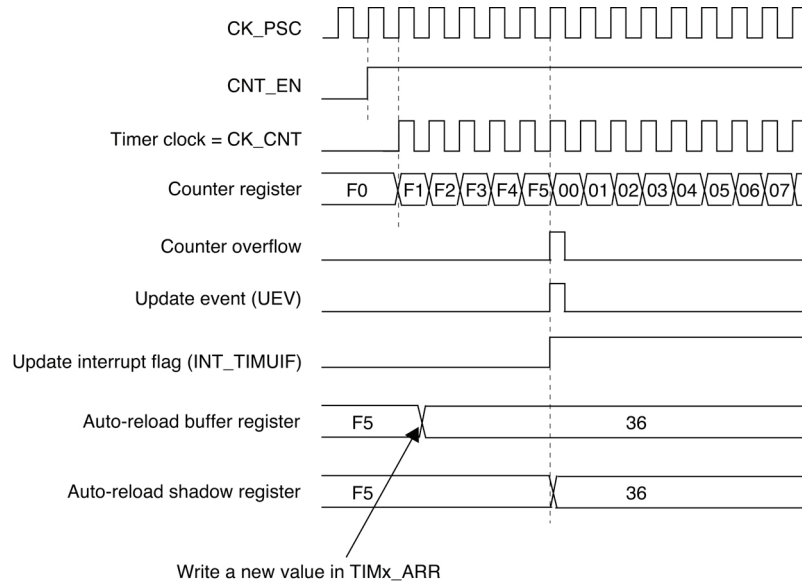 CK_PSC
CNT_EN
Timer clock = CK_CNT
Counter register F0 F1 F2 F3 F4 F5 00 01 02 03 04 05 06 07
Counter overflow
Update event (UEV)
Update interrupt flag (INT_TIMUIF)
Auto-reload buffer register F5 36
Auto-reload shadow register F5 36
Write a new value in TIMx_ARR